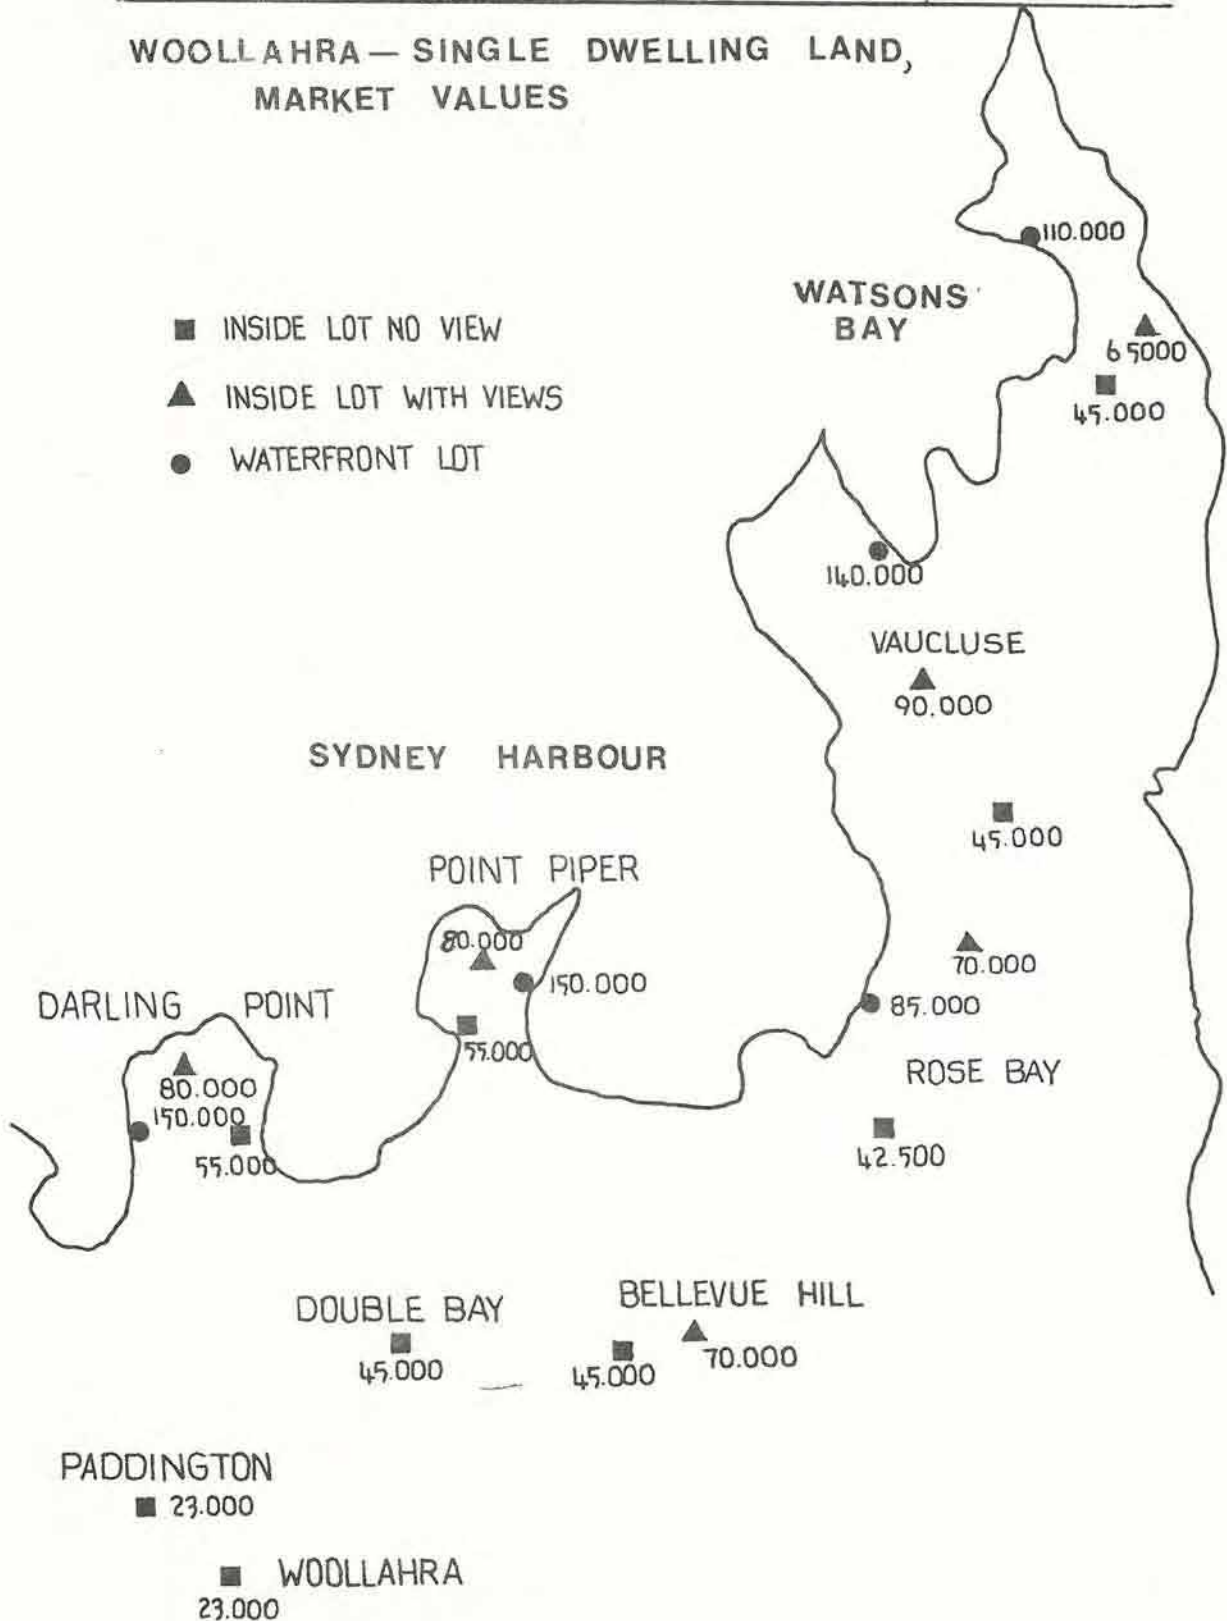 WOOLLAHRA — SINGLE DWELLING LAND,
MARKET VALUES
110.000
WATSONS
BAY
INSIDE LOT NO VIEW
65000
INSIDE LOT WITH VIEWS
45.000
WATERFRONT LOT
140.000
VAUCLUSE
90.000
SYDNEY HARBOUR
45.000
POINT PIPER
80.000
150.000
55.000
70.000
85.000
ROSE BAY
42.500
DARLING POINT
80.000
150.000
55.000
DOUBLE BAY
45.000
BELLEVUE HILL
45.000
70.000
PADDINGTON
23.000
WOOLLAHRA
23.000